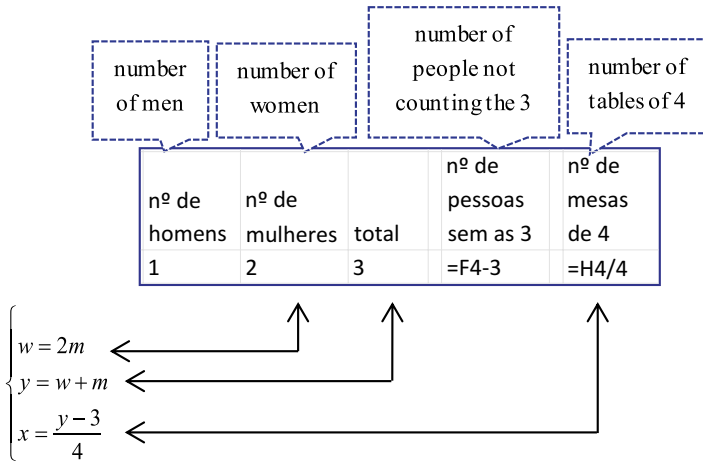 number
of men
number of
women
number of
people not
counting the 3
number of
tables of 4
nº de
homens
nº de
mulheres
total
nº de
pessoas
sem as 3
nº de
mesas
de 4
1
2
3
=F4-3
=H4/4
w = 2m
y = w + m
x = \frac{y-3}{4}